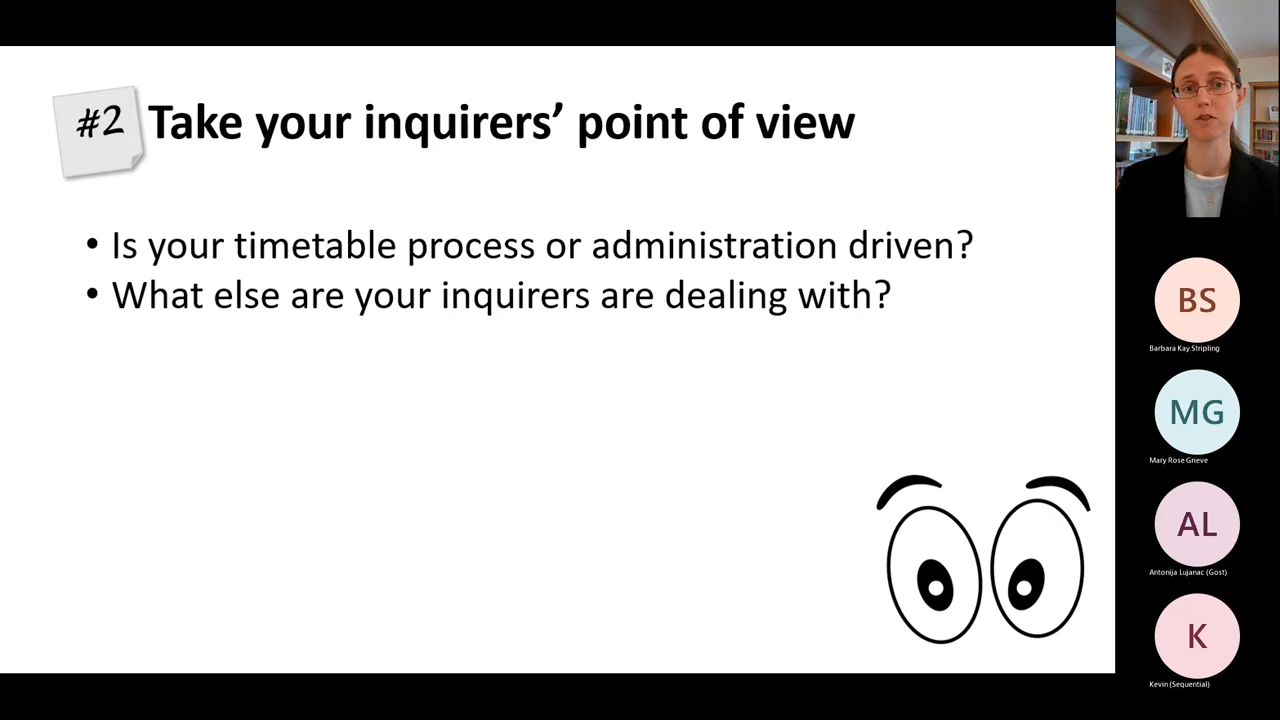 #2 Take your inquirers’ point of view
• Is your timetable process or administration driven?
• What else are your inquirers are dealing with?
BS
Barbara Kay Stripling
MG
Mary Rose Grieve
AL
Antonija Lujanac (Gost)
K
Kevin (Sequential)